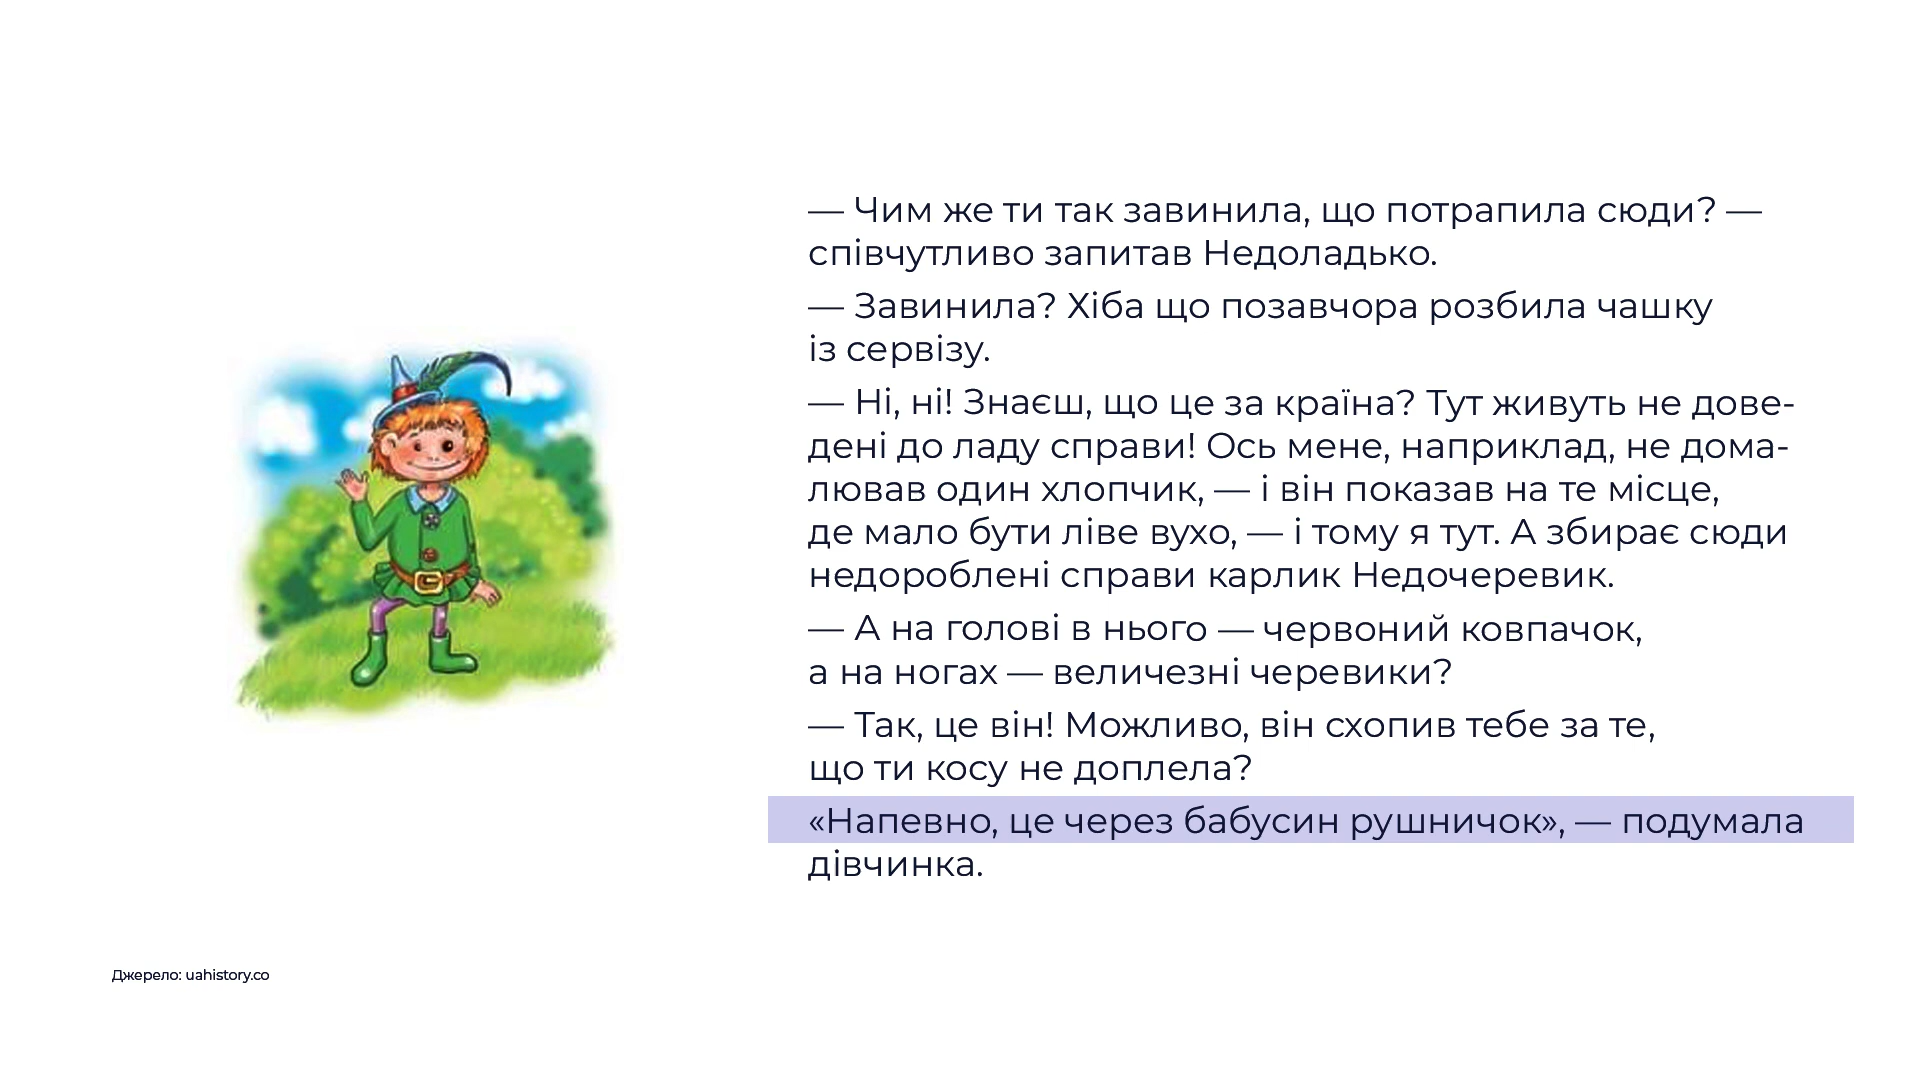 — Чим же ти так завинила, що потрапила сюди? —
співчутливо запитав Недоладько.
— Завинила? Хіба що позавчора розбила чашку
із сервізу.
— Ні, ні! Знаєш, що це за країна? Тут живуть не дове-
дені до ладу справи! Ось мене, наприклад, не дома-
лював один хлопчик, — і він показав на те місце,
де мало бути ліве вухо, — і тому я тут. А збирає сюди
недороблені справи карлик Недочеревик.
— А на голові в нього — червоний ковпачок,
а на ногах — величезні черевики?
— Так, це він! Можливо, він схопив тебе за те,
що ти косу не доплела?
«Напевно, це через бабусин рушничок», — подумала
дівчинка.
Джерело: uahistory.co